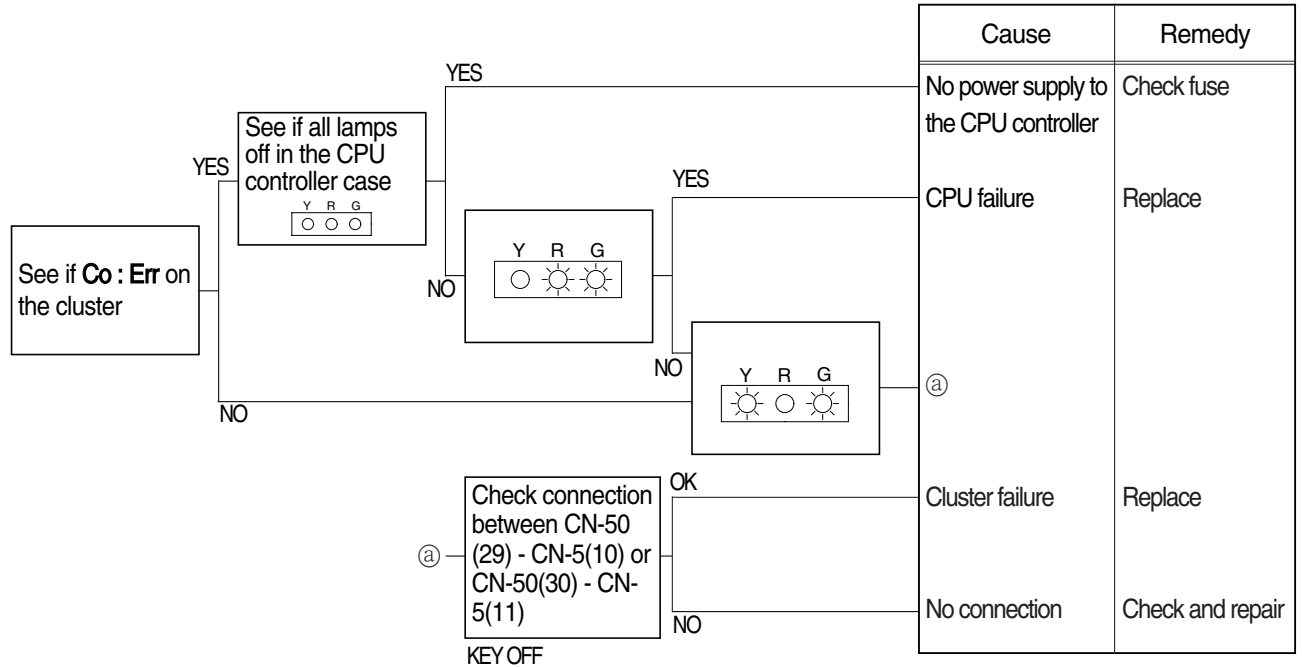 Cause
Remedy
YES
No power supply to
the CPU controller
Check fuse
See if all lamps
off in the CPU
controller case
Y R G
YES
YES
CPU failure
Replace
See if Co : Err on
the cluster
NO
Y R G
NO
Y R G
ⓐ
NO
Check connection
between CN-50
(29) - CN-5(10) or
CN-50(30) - CN-
5(11)
ⓐ
OK
Cluster failure
Replace
NO
No connection
Check and repair
KEY OFF